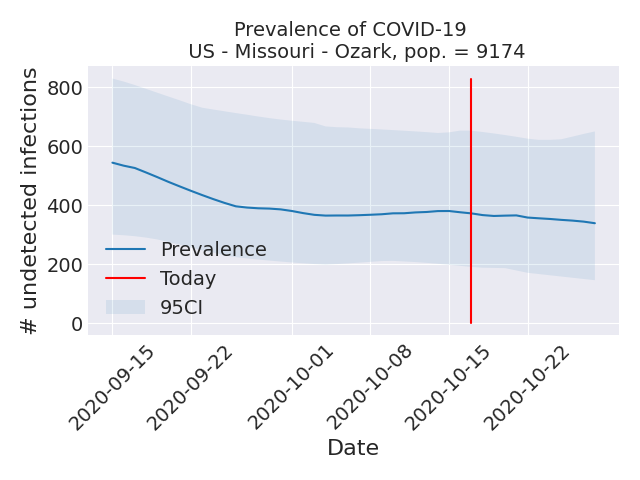 Prevalence of COVID-19
US - Missouri - Ozark, pop. = 9174
# undetected infections
800
600
400
200
0
Prevalence
Today
95CI
2020-09-15
2020-09-22
2020-10-01
2020-10-08
2020-10-15
2020-10-22
Date